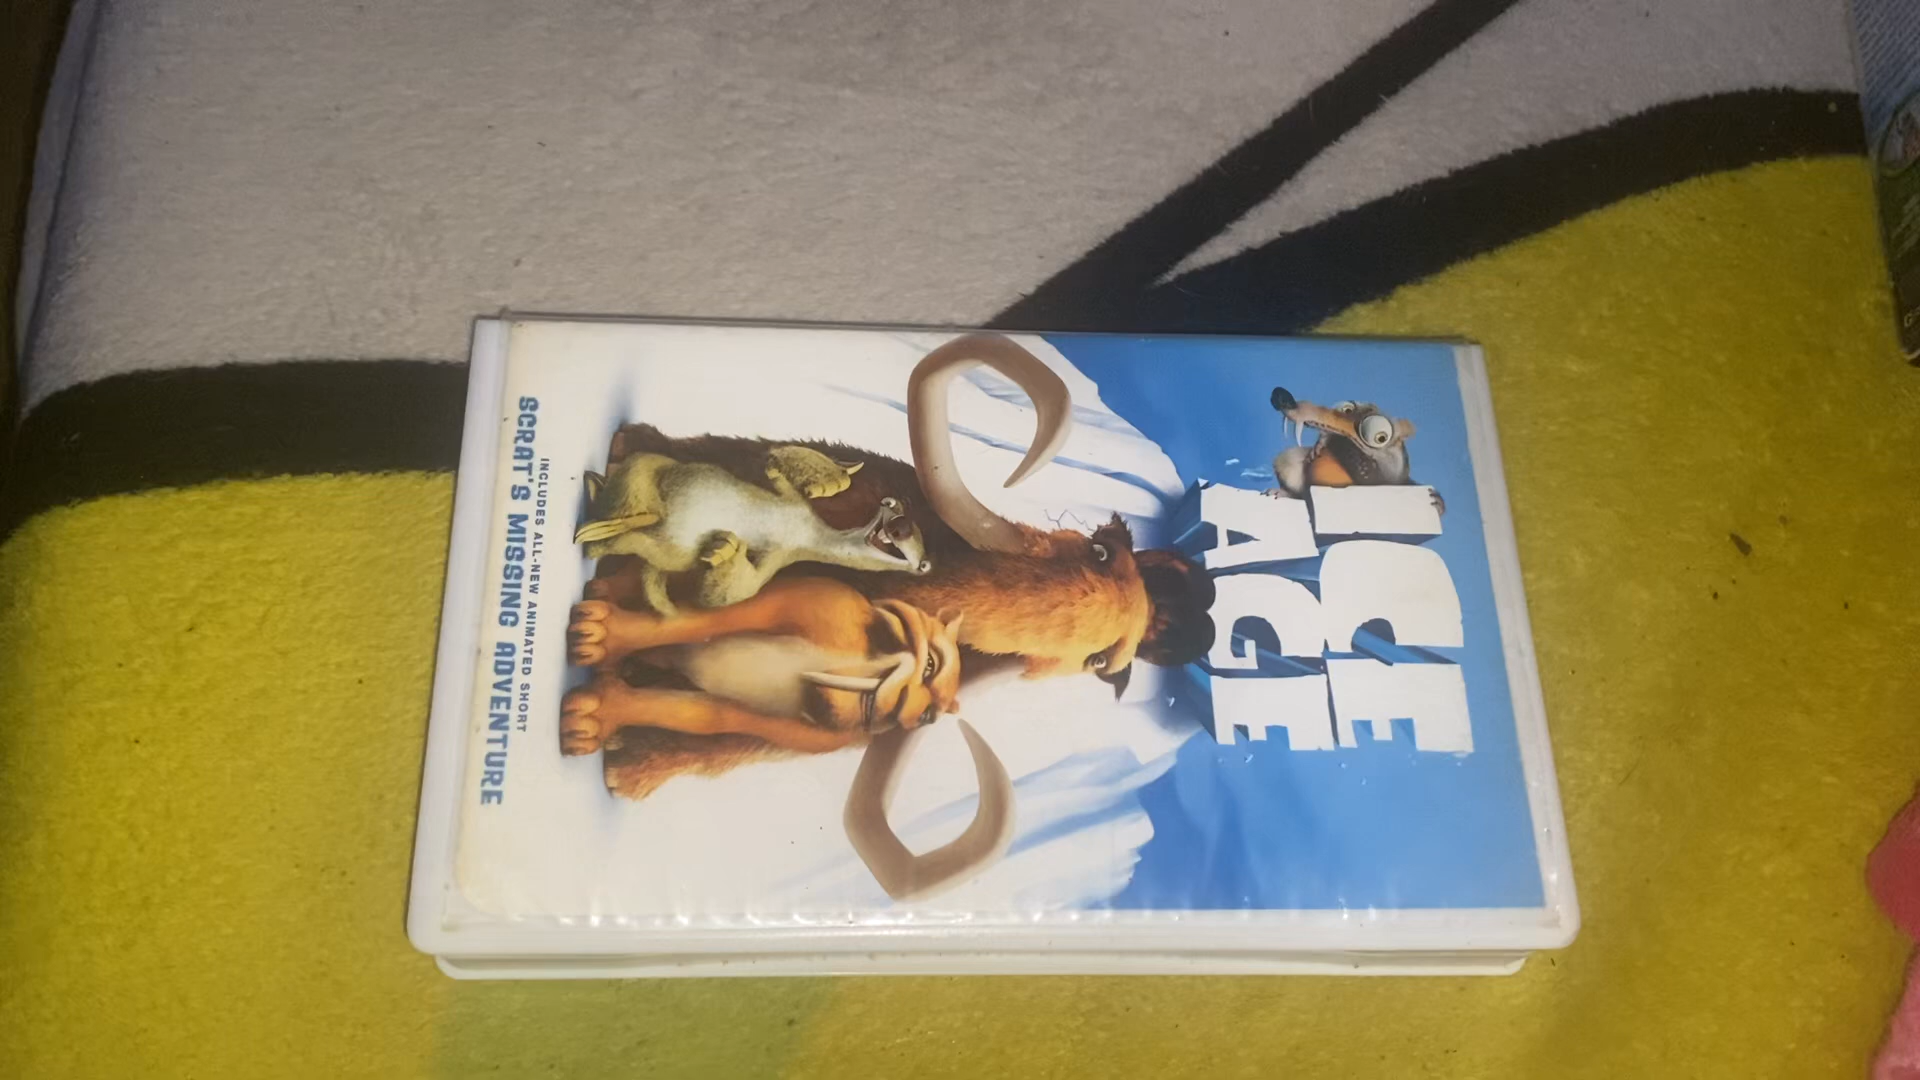 ICE
AGE
INCLUDES ALL-NEW ANIMATED SHORT
SCRAT'S MISSING ADVENTURE